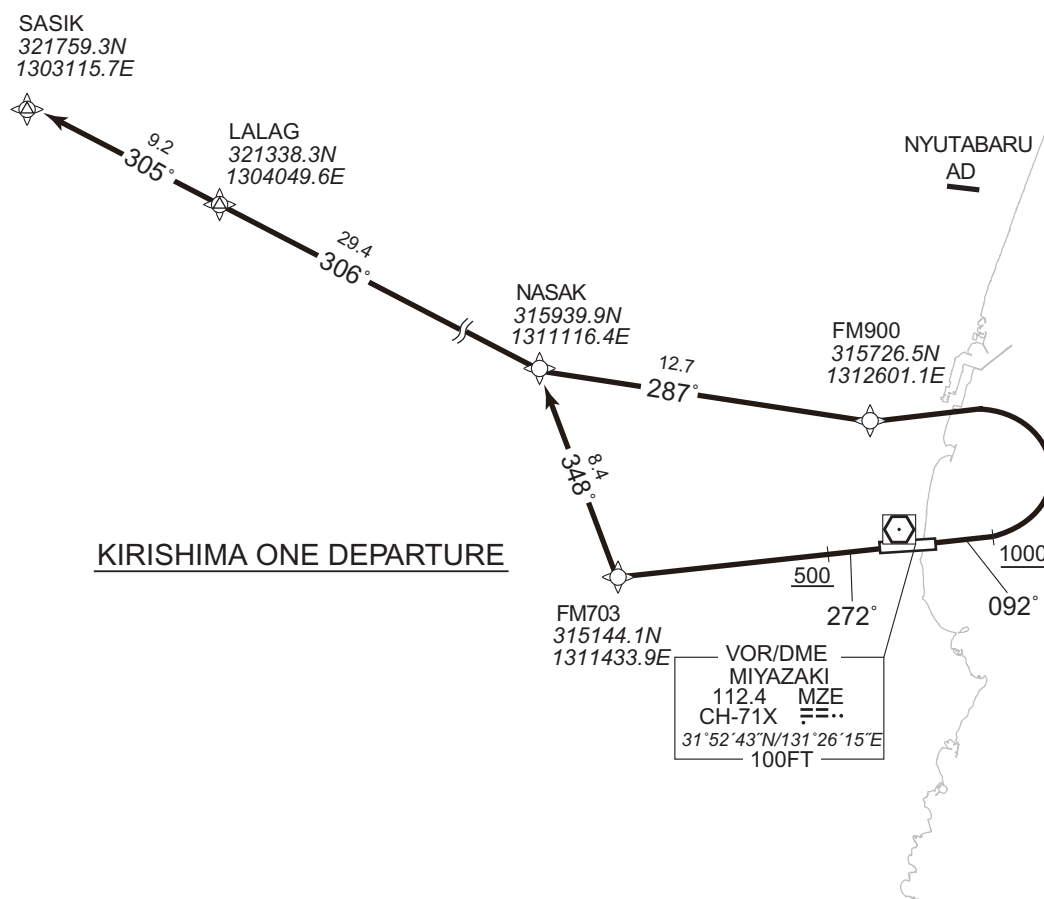 SASIK
321759.3N
1303115.7E
9.2
305°
LALAG
321338.3N
1304049.6E
29.4
306°
NYUTABARU
AD
NASAK
315939.9N
1311116.4E
12.7
287°
FM900
315726.5N
1312601.1E
8.4
348°
KIRISHIMA ONE DEPARTURE
500
272°
1000
092°
FM703
315144.1N
1311433.9E
VOR/DME
MIYAZAKI
112.4 MZE
CH-71X
31°52´43˝N/131°26´15˝E
100FT